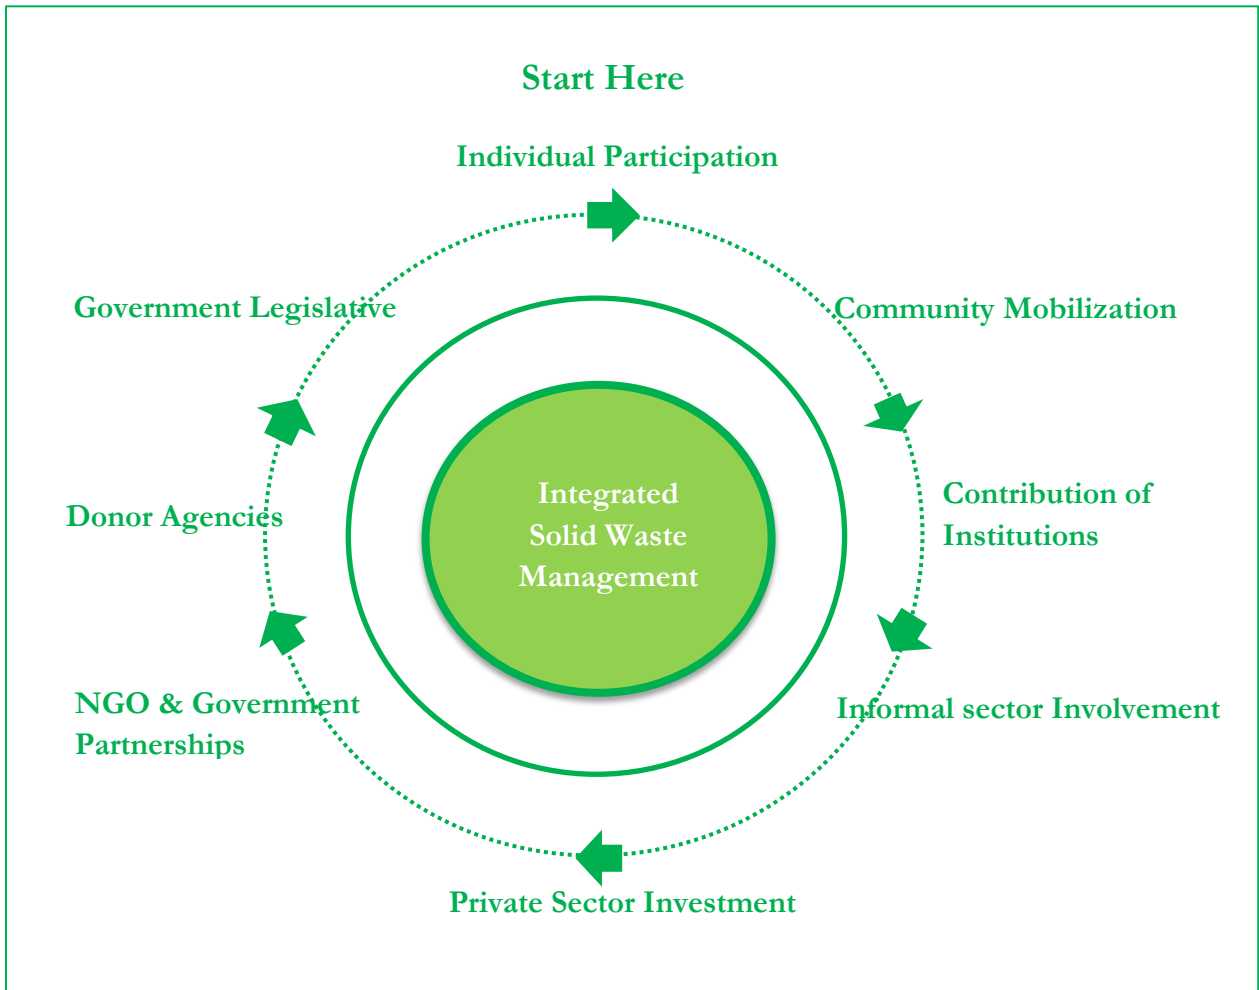 Start Here
Individual Participation
Government Legislative
Community Mobilization
Integrated
Solid Waste
Management
Contribution of
Institutions
Donor Agencies
NGO & Government
Partnerships
Informal sector Involvement
Private Sector Investment